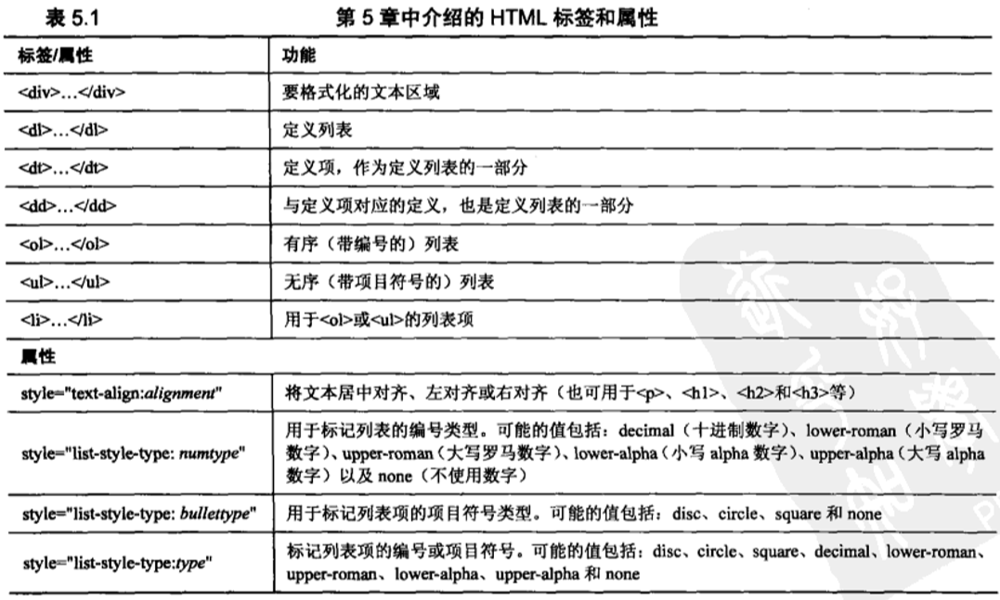 表 5.1 第 5 章中介绍的 HTML 标签和属性
标签/属性 功能
<div>…</div> 要格式化的文本区域
<dl>…</dl> 定义列表
<dt>…</dt> 定义项，作为定义列表的一部分
<dd>…</dd> 与定义项对应的定义，也是定义列表的一部分
<ol>…</ol> 有序（带编号的）列表
<ul>…</ul> 无序（带项目符号的）列表
<li>…</li> 用于<ol>或<ul>的列表项
属性
style="text-align:alignment" 将文本居中对齐、左对齐或右对齐（也可用于<p>、<h1>、<h2>和<h3>等）
style="list-style-type: numtype" 用于标记列表的编号类型。可能的值包括：decimal（十进制数字）、lower-roman（小写罗马
数字）、upper-roman（大写罗马数字）、lower-alpha（小写 alpha 数字）、upper-alpha（大写 alpha
数字）以及 none（不使用数字）
style="list-style-type: bullettype" 用于标记列表项的项目符号类型。可能的值包括：disc、circle、square 和 none
style="list-style-type:type" 标记列表项的编号或项目符号。可能的值包括：disc、circle、square、decimal、lower-roman、
upper-roman、lower-alpha、upper-alpha 和 none